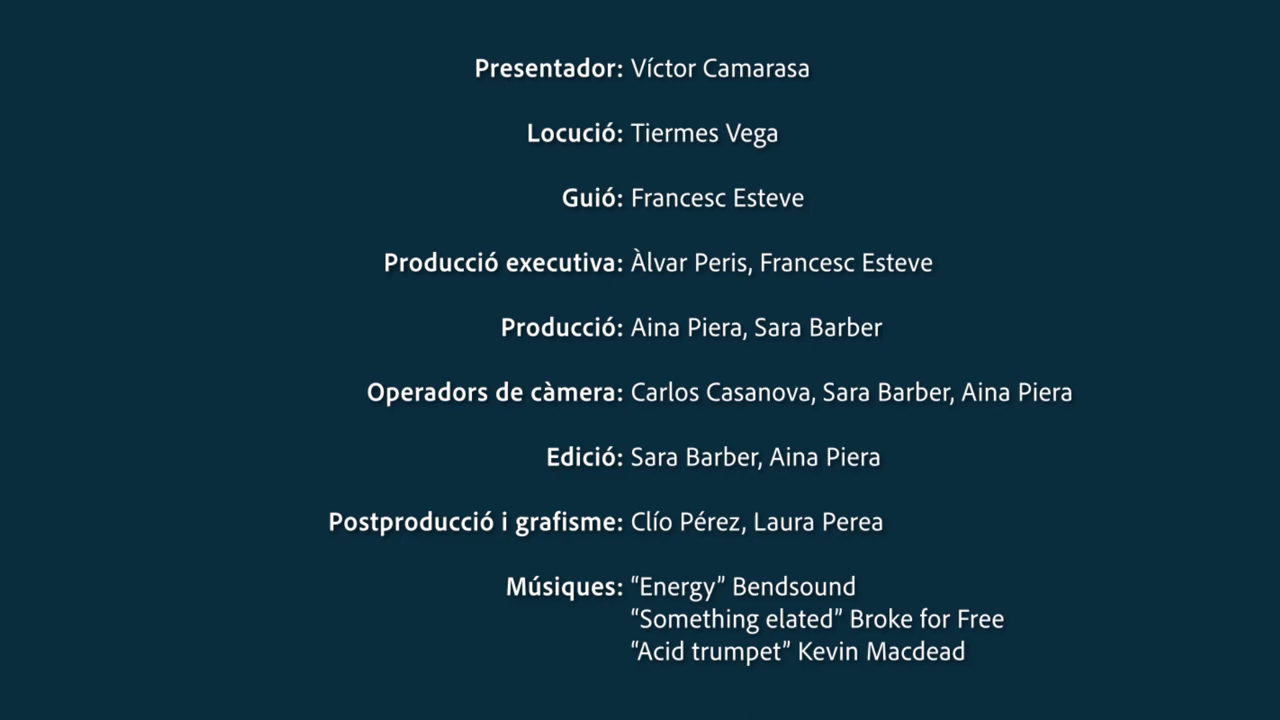 Presentador: Víctor Camarasa
Locució: Tiermes Vega
Guió: Francesc Esteve
Producció executiva: Àlvar Peris, Francesc Esteve
Producció: Aina Piera, Sara Barber
Operadors de càmera: Carlos Casanova, Sara Barber, Aina Piera
Edició: Sara Barber, Aina Piera
Postproducció i grafisme: Clío Pérez, Laura Perea
Músiques: “Energy” Bendsound
“Something elated” Broke for Free
“Acid trumpet” Kevin Macdead